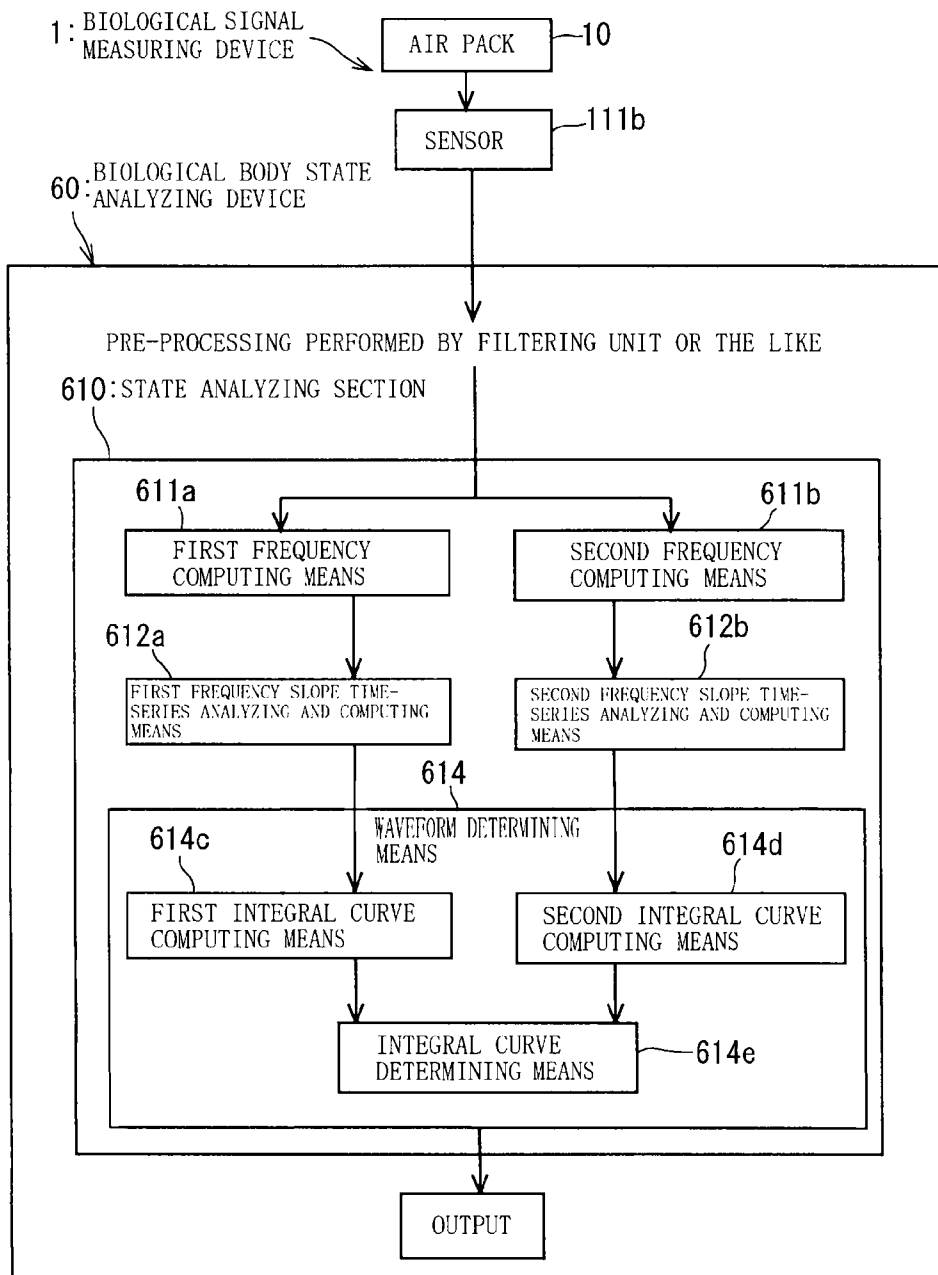 1: BIOLOGICAL SIGNAL
MEASURING DEVICE
AIR PACK
10
SENSOR
111b
60: BIOLOGICAL BODY STATE
ANALYZING DEVICE
PRE-PROCESSING PERFORMED BY FILTERING UNIT OR THE LIKE
610: STATE ANALYZING SECTION
611a
611b
FIRST FREQUENCY
COMPUTING MEANS
SECOND FREQUENCY
COMPUTING MEANS
612a
612b
FIRST FREQUENCY SLOPE TIME-
SERIES ANALYZING AND COMPUTING
MEANS
SECOND FREQUENCY SLOPE TIME-
SERIES ANALYZING AND COMPUTING
MEANS
614
WAVEFORM DETERMINING
MEANS
614c
614d
FIRST INTEGRAL CURVE
COMPUTING MEANS
SECOND INTEGRAL CURVE
COMPUTING MEANS
INTEGRAL CURVE
DETERMINING MEANS
614e
OUTPUT